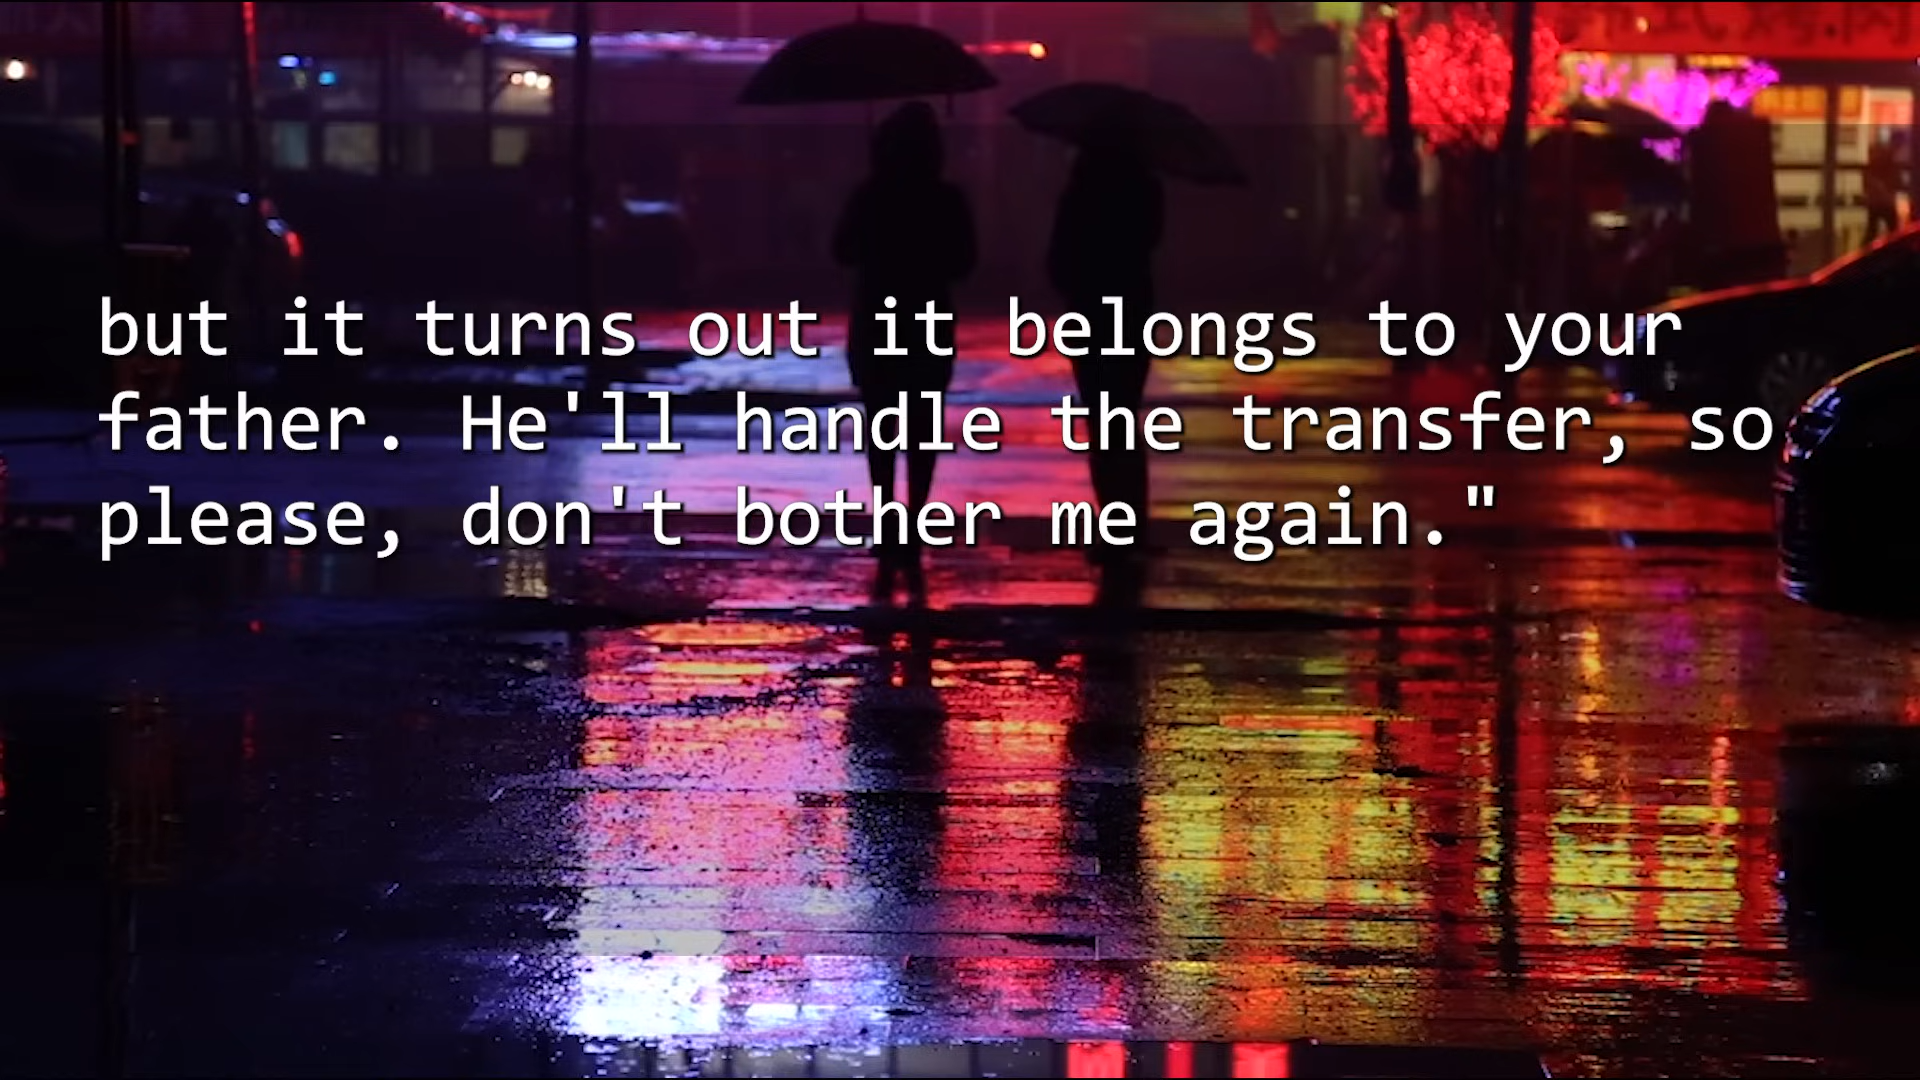 but it turns out it belongs to your
father. He'll handle the transfer, so
please, don't bother me again."